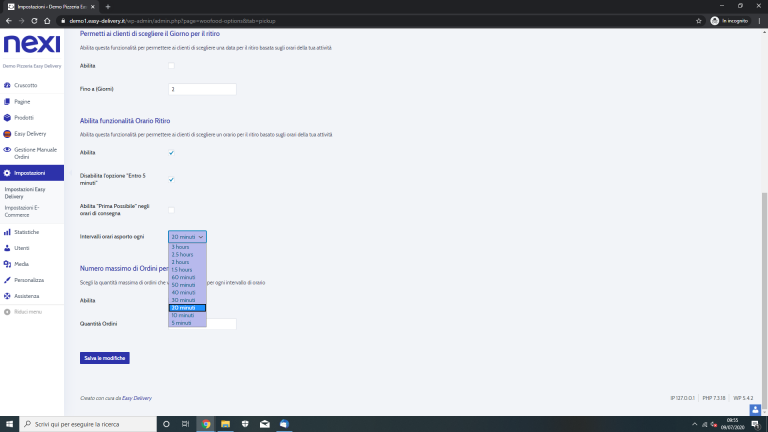 Impostazioni ‹ Demo Pizzeria Eas
demo1.easy-delivery.it/wp-admin/admin.php?page=woofood-options&tab=pickup
In incognito
nexi
Demo Pizzeria Easy Delivery
Cruscotto
Pagine
Prodotti
Easy Delivery
Gestione Manuale
Ordini
Impostazioni
Impostazioni Easy
Delivery
Impostazioni E-
Commerce
Statistiche
Utenti
Media
Personalizza
Assistenza
Riduci menu
Permetti ai clienti di scegliere il Giorno per il ritiro
Abilita questa funzionalità per permettere ai clienti di scegliere una data per il ritiro basata sugli orari della tua attività
Abilita
Fino a (Giorni)
2
Abilita funzionalità Orario Ritiro
Abilita questa funzionalità per permettere ai clienti di scegliere un orario per il ritiro basato sugli orari della tua attività
Abilita
Disabilita l'opzione "Entro 5
minuti"
Abilita "Prima Possibile" negli
orari di consegna
Intervalli orari asporto ogni
20 minuti
3 hours
2.5 hours
2 hours
1.5 hours
60 minuti
50 minuti
40 minuti
30 minuti
20 minuti
10 minuti
5 minuti
Numero massimo di Ordini per
Scegli la quantità massima di ordini che
per ogni intervallo di orario
Abilita
Quantità Ordini
Salva le modifiche
Creato con cura da Easy Delivery
IP 127.0.0.1 | PHP 7.3.18 | WP 5.4.2
Scrivi qui per eseguire la ricerca
09:55
09/07/2020